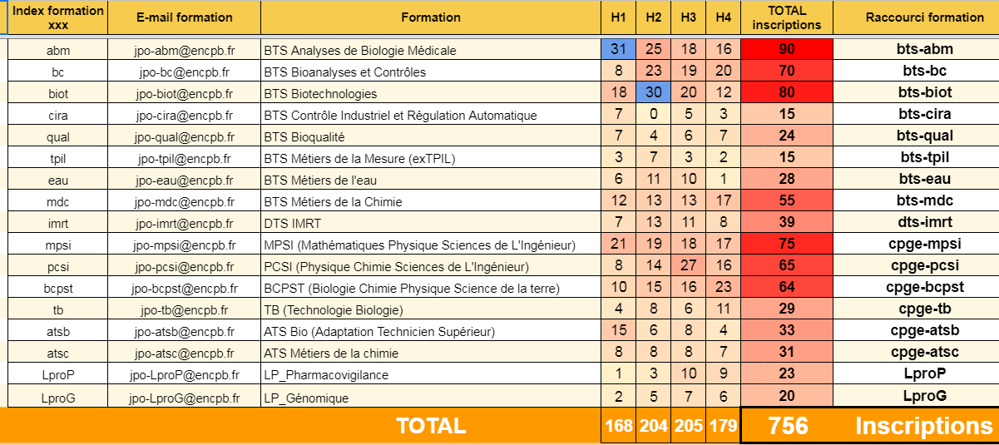 Index formation xxx E-mail formation Formation H1 H2 H3 H4 TOTAL inscriptions Raccourci formation
abm jpo-abm@encpb.fr BTS Analyses de Biologie Médicale 31 25 18 16 90 bts-abm
bc jpo-bc@encpb.fr BTS Bioanalyses et Contrôles 8 23 19 20 70 bts-bc
biot jpo-biot@encpb.fr BTS Biotechnologies 18 30 20 12 80 bts-biot
cira jpo-cira@encpb.fr BTS Contrôle Industriel et Régulation Automatique 7 0 5 3 15 bts-cira
qual jpo-qual@encpb.fr BTS Bioqualité 7 4 6 7 24 bts-qual
tpil jpo-tpil@encpb.fr BTS Métiers de la Mesure (exTPIL) 3 7 3 2 15 bts-tpil
eau jpo-eau@encpb.fr BTS Métiers de l'eau 6 11 10 1 28 bts-eau
mdc jpo-mdc@encpb.fr BTS Métiers de la Chimie 12 13 13 17 55 bts-mdc
imrt jpo-imrt@encpb.fr DTS IMRT 7 13 11 8 39 dts-imrt
mpsi jpo-mpsi@encpb.fr MPSI (Mathématiques Physique Sciences de L'Ingénieur) 21 19 18 17 75 cpge-mpsi
pcsi jpo-pcsi@encpb.fr PCSI (Physique Chimie Sciences de L'Ingénieur) 8 14 27 16 65 cpge-pcsi
bcpst jpo-bcpst@encpb.fr BCPST (Biologie Chimie Physique Science de la terre) 10 15 16 23 64 cpge-bcpst
tb jpo-tb@encpb.fr TB (Technologie Biologie) 4 8 6 11 29 cpge-tb
atsb jpo-atsb@encpb.fr ATS Bio (Adaptation Technicien Supérieur) 15 6 8 4 33 cpge-atsb
atsc jpo-atsc@encpb.fr ATS Métiers de la chimie 8 8 8 7 31 cpge-atsc
LproP jpo-LproP@encpb.fr LP_Pharmacovigilance 1 3 10 9 23 LproP
LproG jpo-LproG@encpb.fr LP_Génomique 2 5 7 6 20 LproG
TOTAL 168 204 205 179 756 Inscriptions